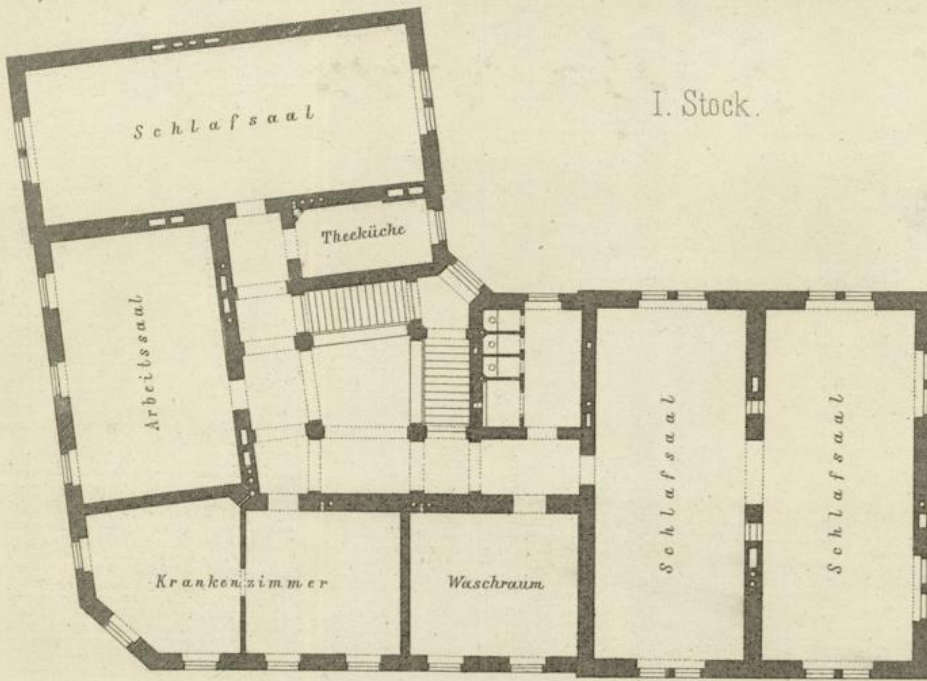 I. Stock.
Schlafsaal
Theeküche
Arbeitssaal
Schlafsaal
Schlafsaal
Krankenzimmer
Waschraum